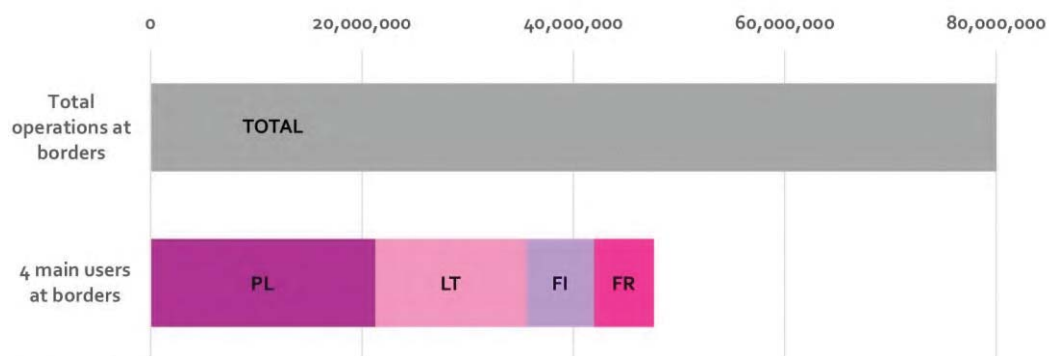 0 20,000,000 40,000,000 60,000,000 80,000,000
Total
operations at
borders
TOTAL
4 main users
at borders
PL LT FI FR